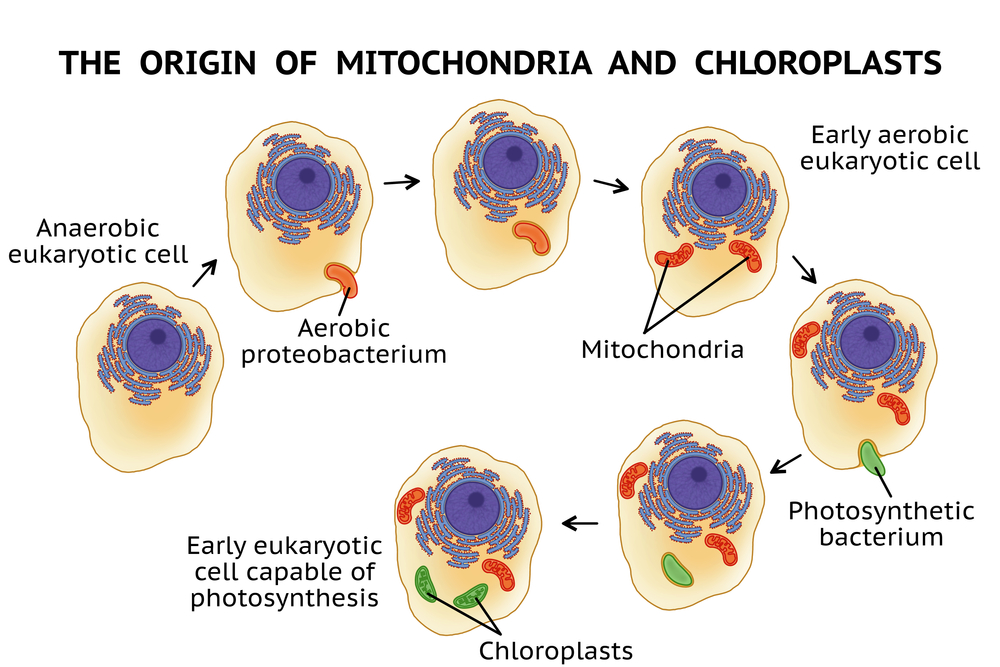 THE ORIGIN OF MITOCHONDRIA AND CHLOROPLASTS
Early aerobic
eukaryotic cell
Anaerobic
eukaryotic cell
Aerobic
proteobacterium
Mitochondria
Photosynthetic
bacterium
Early eukaryotic
cell capable of
photosynthesis
Chloroplasts